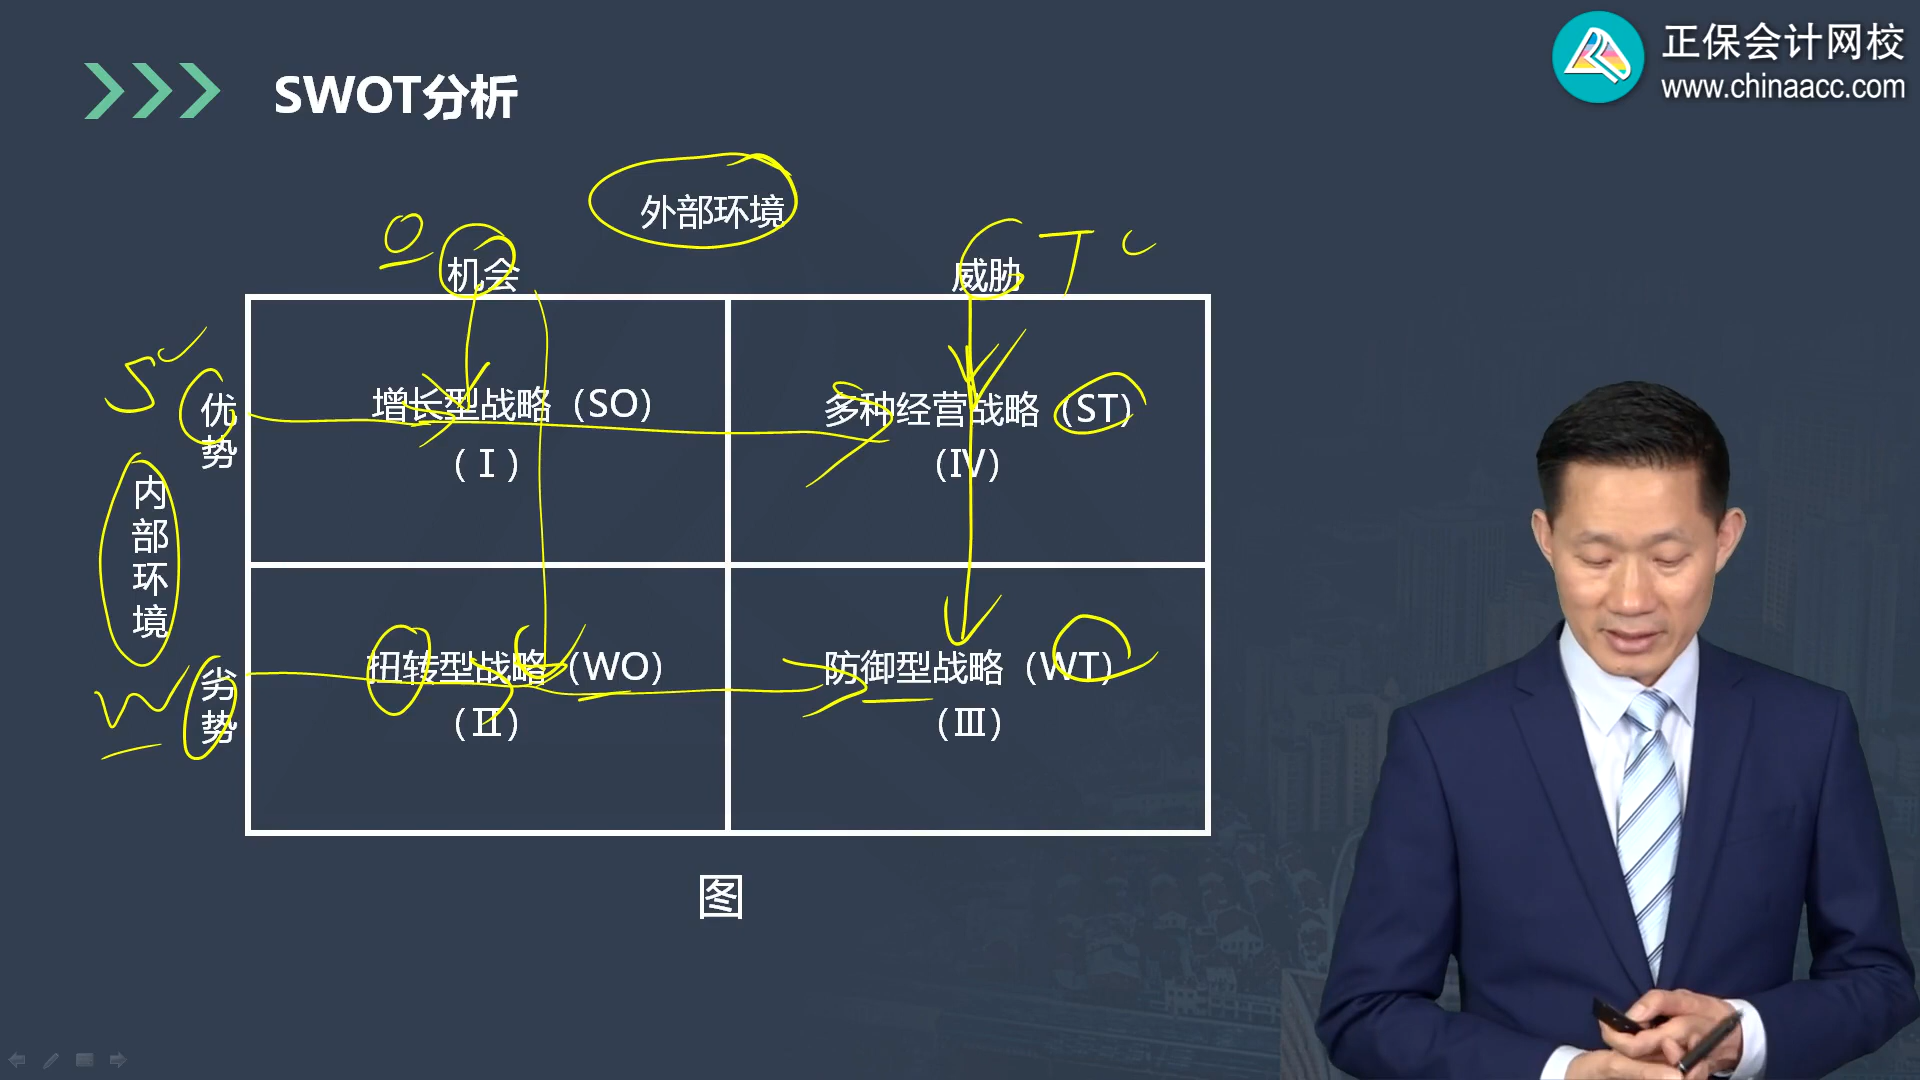 SWOT分析
正保会计网校
www.chinaacc.com
外部环境
O
机会
威胁
T
S
优势
增长型战略（SO）
（Ⅰ）
多种经营战略（ST）
（Ⅳ）
内部环境
W
劣势
扭转型战略（WO）
（Ⅱ）
防御型战略（WT）
（Ⅲ）
图